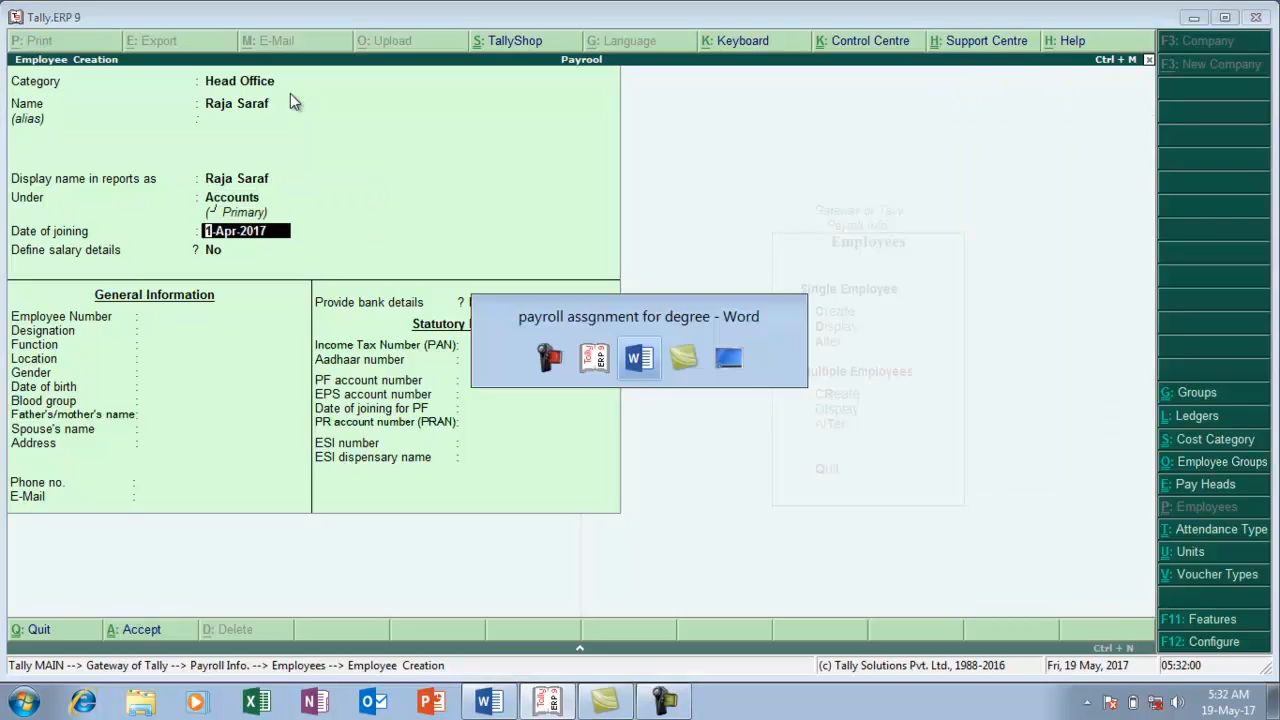 Tally.ERP 9
P: Print E: Export M: E-Mail O: Upload S: TallyShop G: Language K: Keyboard K: Control Centre H: Support Centre H: Help F3: Company
Employee Creation Payrool Ctrl + M
F3: New Company
Category : Head Office
Name : Raja Saraf
(alias) :
Display name in reports as : Raja Saraf
Under : Accounts
(┘ Primary)
Date of joining : 1-Apr-2017
Define salary details ? No
General Information
Employee Number :
Designation :
Function :
Location :
Gender :
Date of birth :
Blood group :
Father's/mother's name:
Spouse's name :
Address :
Phone no. :
E-Mail :
Provide bank details ?
Statutory
Income Tax Number (PAN):
Aadhaar number :
PF account number :
EPS account number :
Date of joining for PF :
PR account number (PRAN):
ESI number :
ESI dispensary name :
payroll assgnment for degree - Word
Gateway of Tally
Payroll Info.
Employees
Single Employee
Create
Display
Alter
Multiple Employees
CReate
Display
AlTer
Quit
G: Groups
L: Ledgers
S: Cost Category
O: Employee Groups
E: Pay Heads
P: Employees
T: Attendance Type
U: Units
V: Voucher Types
F11: Features
F12: Configure
Q: Quit A: Accept D: Delete
Ctrl + N
Tally MAIN --> Gateway of Tally --> Payroll Info. --> Employees --> Employee Creation (c) Tally Solutions Pvt. Ltd., 1988-2016 Fri, 19 May, 2017 05:32:00
5:32 AM
19-May-17